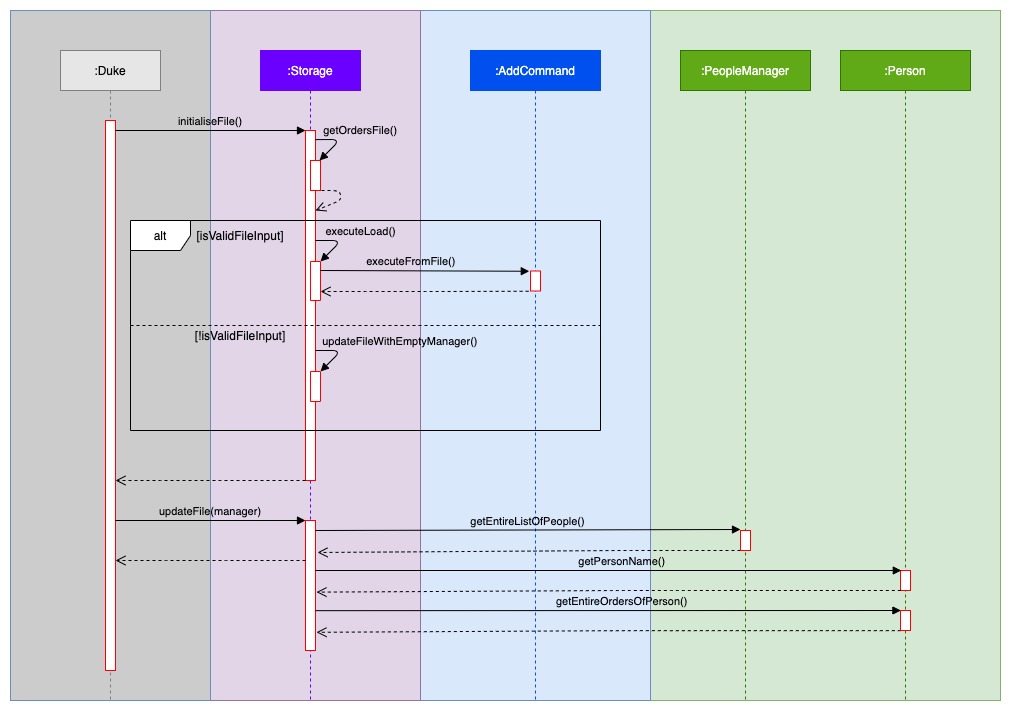 :Duke
:Storage
:AddCommand
:PeopleManager
:Person
initialiseFile()
getOrdersFile()
alt
[isValidFileInput]
executeLoad()
executeFromFile()
[!isValidFileInput]
updateFileWithEmptyManager()
updateFile(manager)
getEntireListOfPeople()
getPersonName()
getEntireOrdersOfPerson()